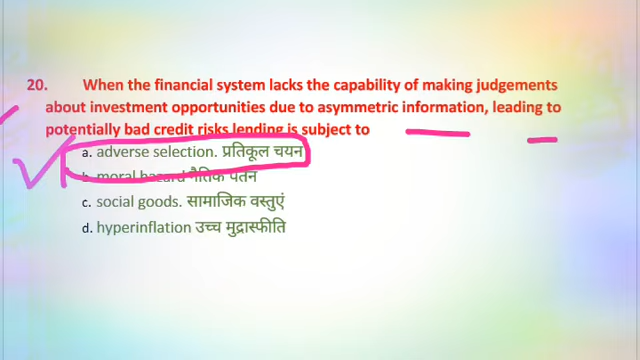 20. When the financial system lacks the capability of making judgements
about investment opportunities due to asymmetric information, leading to
potentially bad credit risks lending is subject to
a. adverse selection. प्रतिकूल चयन
b. moral hazard नैतिक पतन
c. social goods. सामाजिक वस्तुएं
d. hyperinflation उच्च मुद्रास्फीति